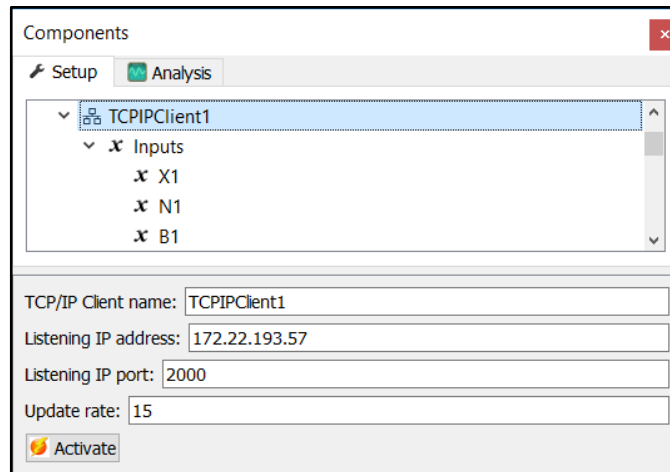 Components
Setup Analysis
TCPIPClient1
x Inputs
x X1
x N1
x B1
TCP/IP Client name: TCPIPClient1
Listening IP address: 172.22.193.57
Listening IP port: 2000
Update rate: 15
Activate